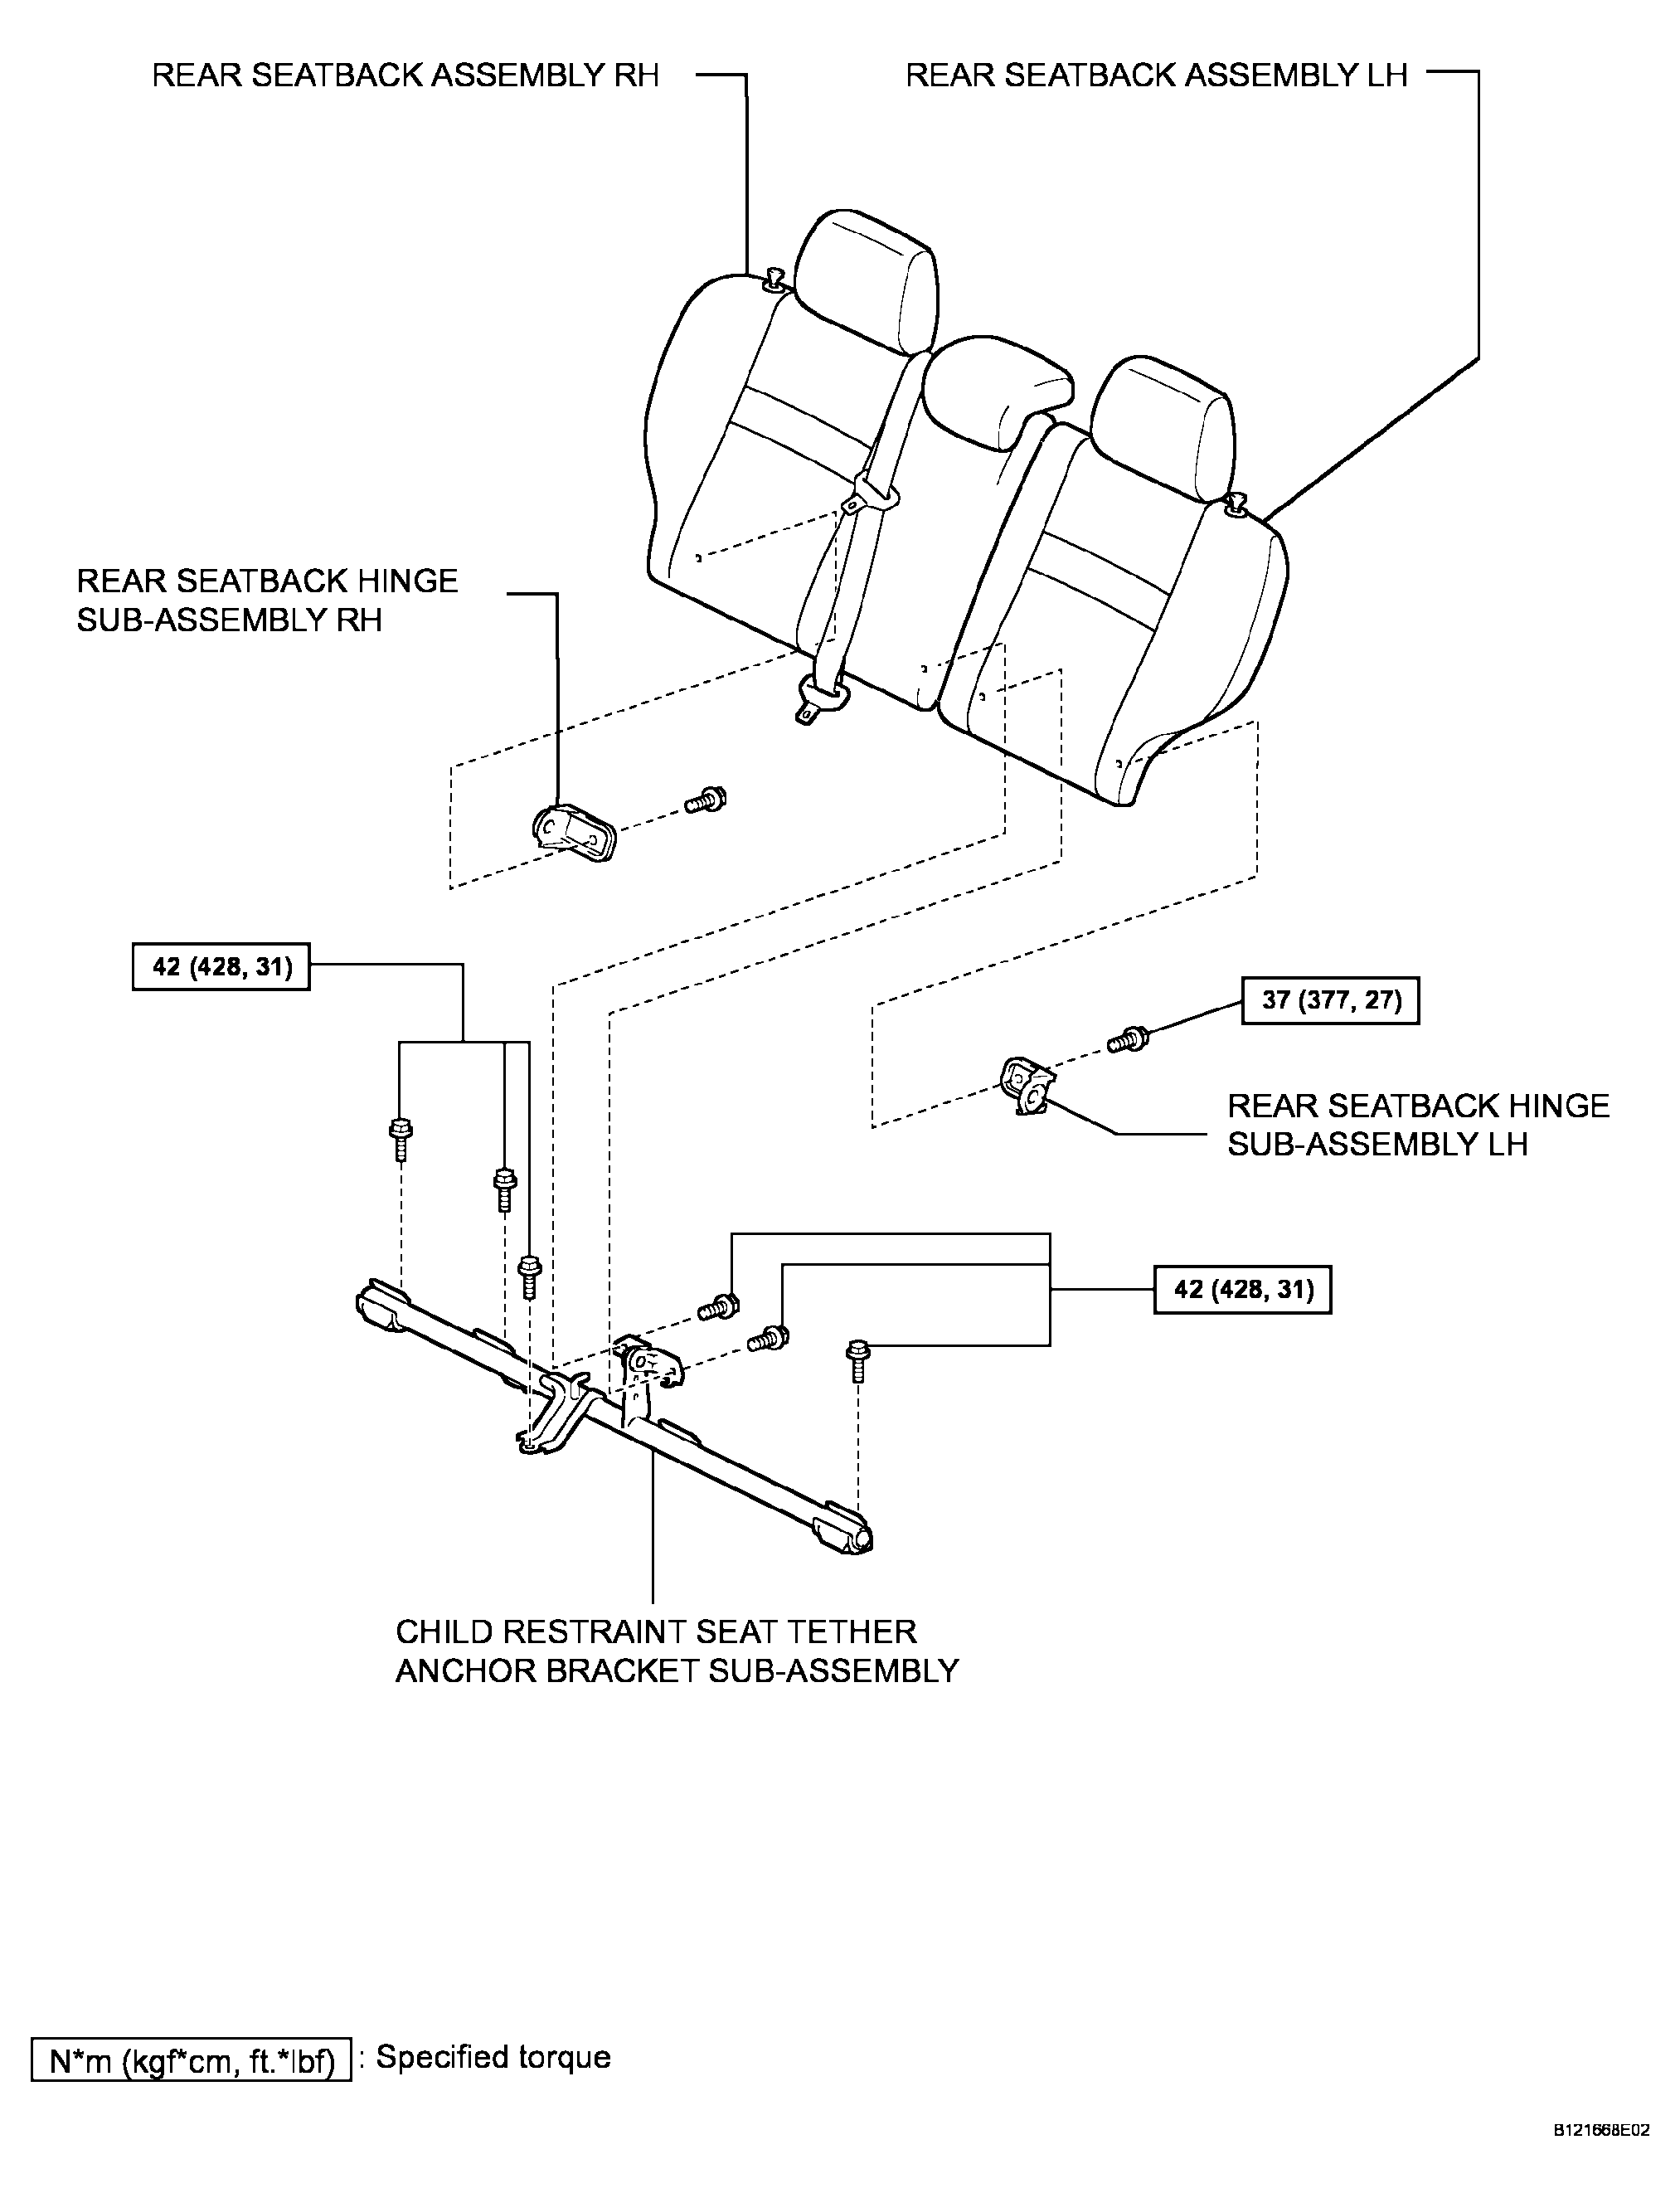 REAR SEATBACK ASSEMBLY RH
REAR SEATBACK ASSEMBLY LH
REAR SEATBACK HINGE
SUB-ASSEMBLY RH
42 (428, 31)
37 (377, 27)
REAR SEATBACK HINGE
SUB-ASSEMBLY LH
42 (428, 31)
CHILD RESTRAINT SEAT TETHER
ANCHOR BRACKET SUB-ASSEMBLY
N*m (kgf*cm, ft.*lbf) : Specified torque
B121668E02